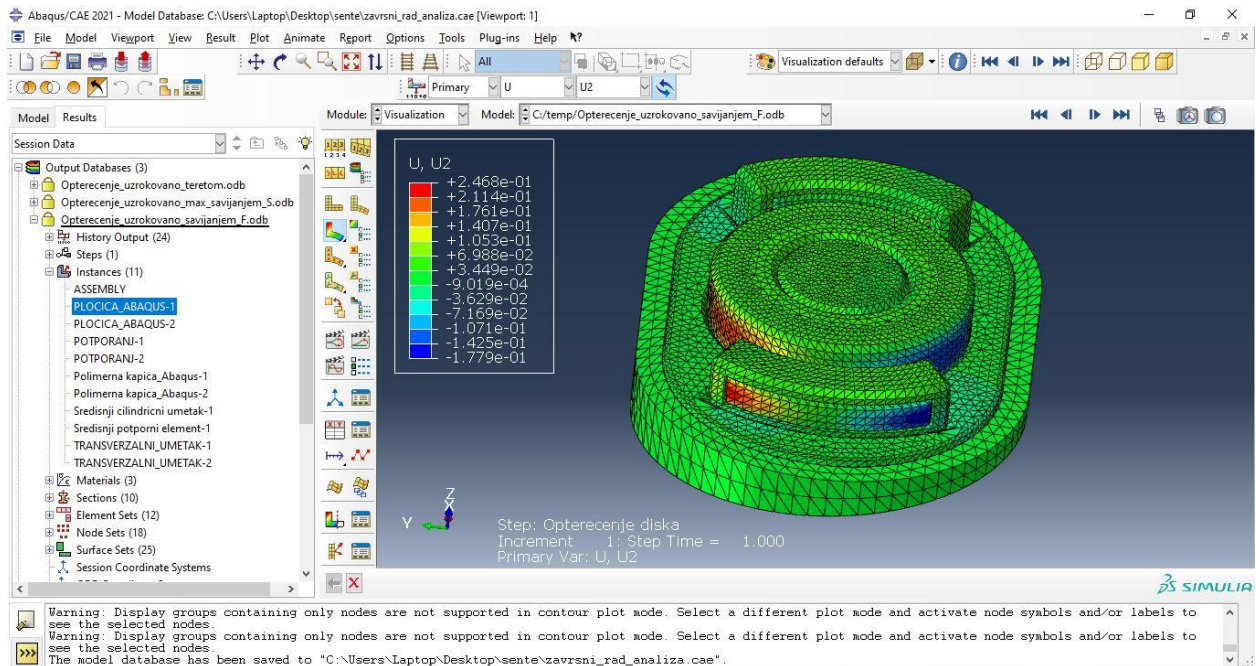 Abaqus/CAE 2021 - Model Database: C:\Users\Laptop\Desktop\sente\zavrsni_rad_analiza.cae [Viewport: 1]
File Model Viewport View Result Plot Animate Report Options Tools Plug-ins Help
All
Visualization defaults
Primary U U2
Model Results
Module: Visualization Model: C:/temp/Opterecenje_uzrokovano_savijanjem_F.odb
Session Data
Output Databases (3)
Opterecenje_uzrokovano_teretom.odb
Opterecenje_uzrokovano_max_savijanjem_S.odb
Opterecenje_uzrokovano_savijanjem_F.odb
History Output (24)
Steps (1)
Instances (11)
ASSEMBLY
PLOCICA_ABAQUS-1
PLOCICA_ABAQUS-2
POTPORANJ-1
POTPORANJ-2
Polimerna kapica_Abaqus-1
Polimerna kapica_Abaqus-2
Sredisnji cilindricni umetak-1
Sredisnji potporni element-1
TRANSVERZALNI_UMETAK-1
TRANSVERZALNI_UMETAK-2
Materials (3)
Sections (10)
Element Sets (12)
Node Sets (18)
Surface Sets (25)
Session Coordinate Systems
U, U2
+2.468e-01
+2.114e-01
+1.761e-01
+1.407e-01
+1.053e-01
+6.988e-02
+3.449e-02
-9.019e-04
-3.629e-02
-7.169e-02
-1.071e-01
-1.425e-01
-1.779e-01
Z
X
Y
Step: Opterecenje diska
Increment 1: Step Time = 1.000
Primary Var: U, U2
SIMULIA
Warning: Display groups containing only nodes are not supported in contour plot mode. Select a different plot mode and activate node symbols and/or labels to
see the selected nodes.
Warning: Display groups containing only nodes are not supported in contour plot mode. Select a different plot mode and activate node symbols and/or labels to
see the selected nodes.
The model database has been saved to "C:\Users\Laptop\Desktop\sente\zavrsni_rad_analiza.cae".